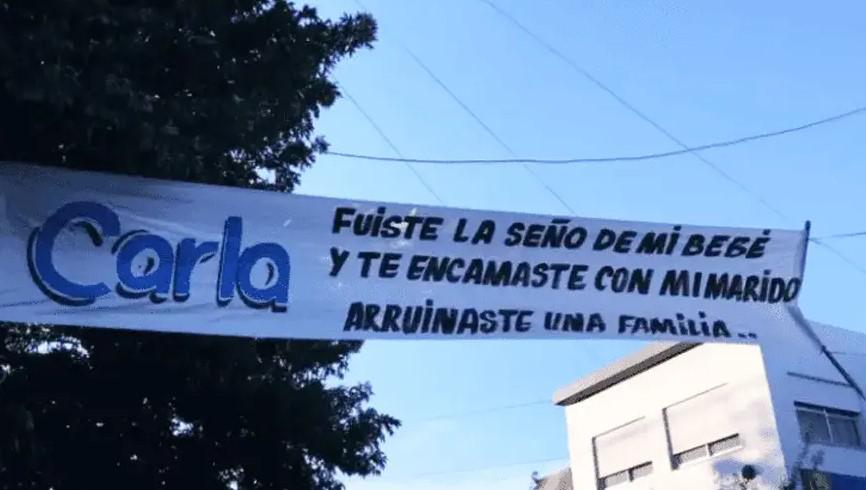 Carla
FUISTE LA SEÑO DE MI BEBÉ
Y TE ENCAMASTE CON MI MARIDO
ARRUINASTE UNA FAMILIA..